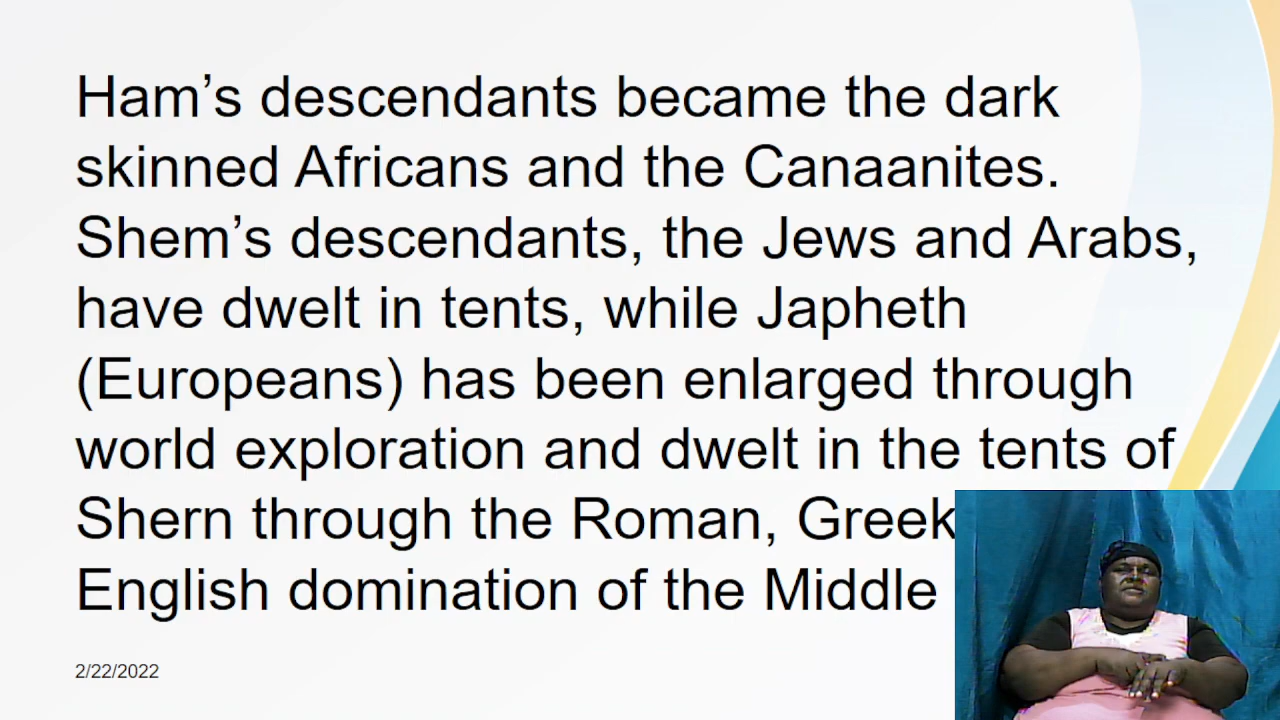 Ham’s descendants became the dark
skinned Africans and the Canaanites.
Shem’s descendants, the Jews and Arabs,
have dwelt in tents, while Japheth
(Europeans) has been enlarged through
world exploration and dwelt in the tents of
Shern through the Roman, Greek
English domination of the Middle
2/22/2022